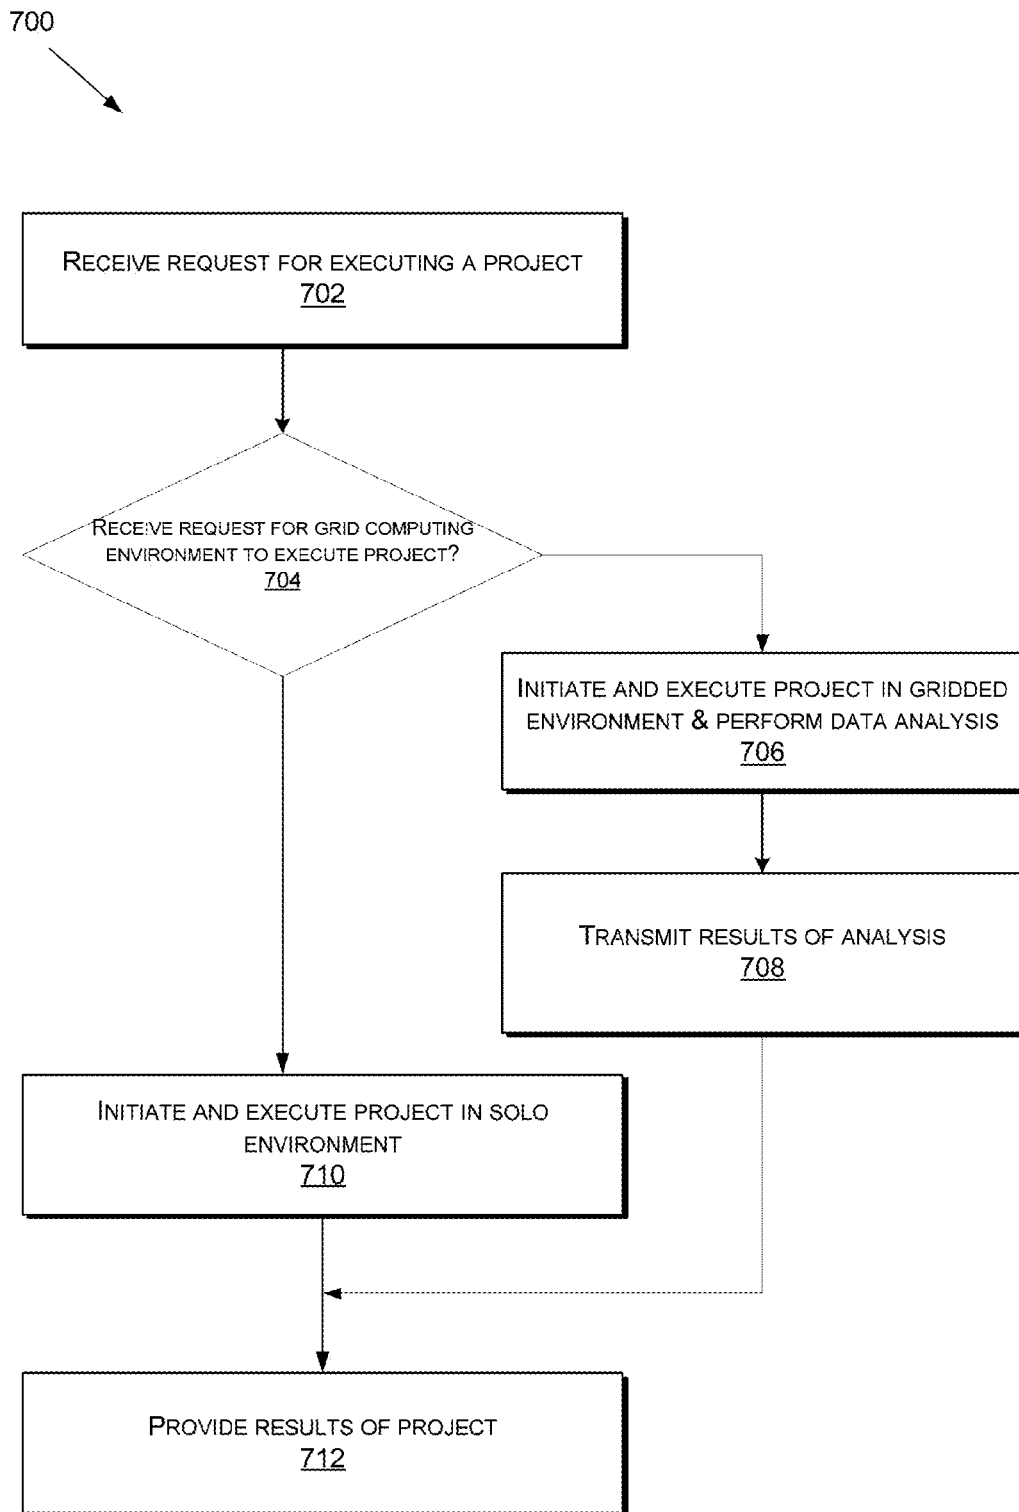 700
RECEIVE REQUEST FOR EXECUTING A PROJECT
702
RECEIVE REQUEST FOR GRID COMPUTING
ENVIRONMENT TO EXECUTE PROJECT?
704
INITIATE AND EXECUTE PROJECT IN GRIDDED
ENVIRONMENT & PERFORM DATA ANALYSIS
706
TRANSMIT RESULTS OF ANALYSIS
708
INITIATE AND EXECUTE PROJECT IN SOLO
ENVIRONMENT
710
PROVIDE RESULTS OF PROJECT
712